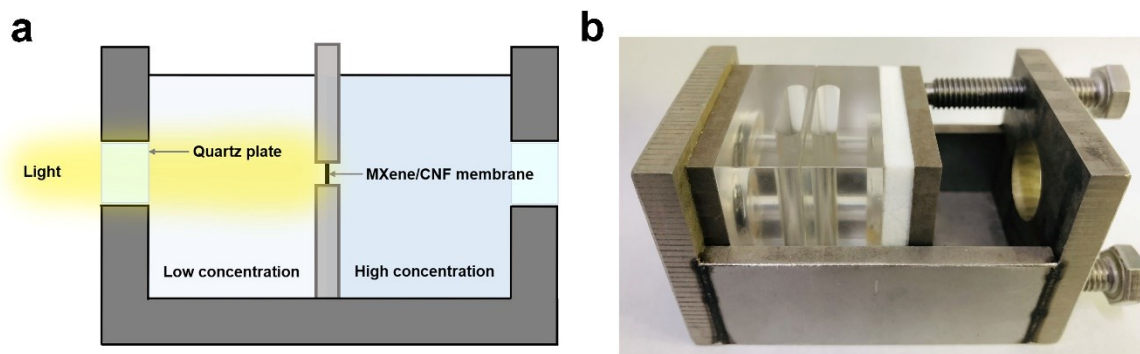 a
b
Quartz plate
Light
MXene/CNF membrane
Low concentration
High concentration